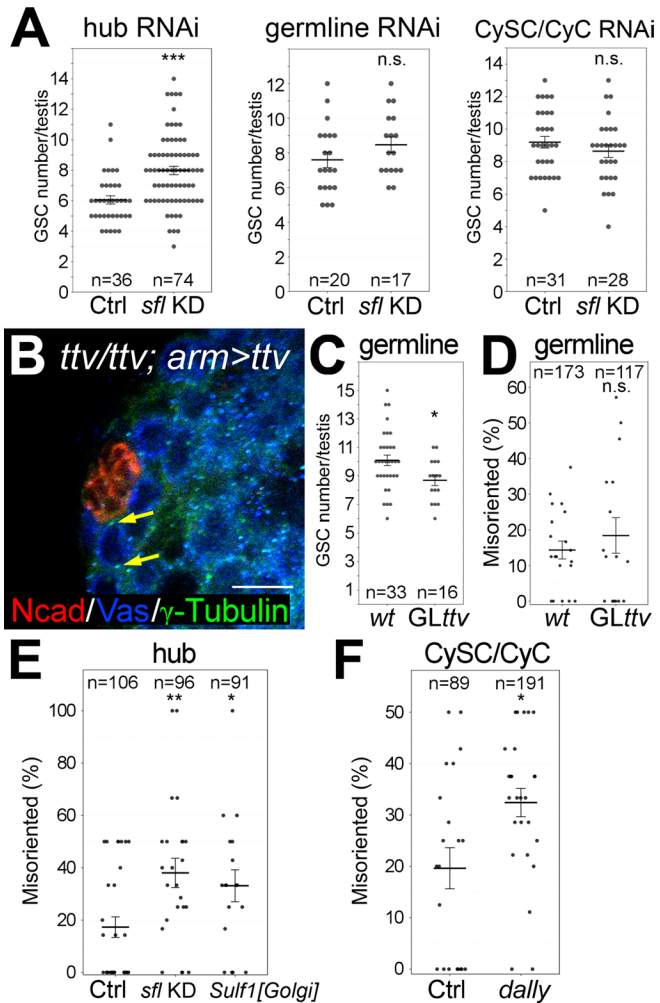 A
hub RNAi
germline RNAi
CySC/CyC RNAi
***
n.s.
n.s.
GSC number/testis
14
12
10
8
6
4
2
0
n=36
n=74
Ctrl
sfl KD
GSC number/testis
12
10
8
6
4
2
0
n=20
n=17
Ctrl
sfl KD
GSC number/testis
14
12
10
8
6
4
2
0
n=31
n=28
Ctrl
sfl KD
B
ttv/ttv; arm>ttv
Ncad/Vas/γ-Tubulin
C
germline
GSC number/testis
15
13
11
9
7
5
3
1
*
n=33
n=16
wt
GLttv
D
germline
n=173
n=117
n.s.
Misoriented (%)
60
50
40
30
20
10
0
wt
GLttv
E
hub
n=106
n=96
n=91
**
*
Misoriented (%)
100
80
60
40
20
0
Ctrl
sfl KD
Sulf1[Golgi]
F
CySC/CyC
n=89
n=191
*
Misoriented (%)
50
40
30
20
10
0
Ctrl
dally